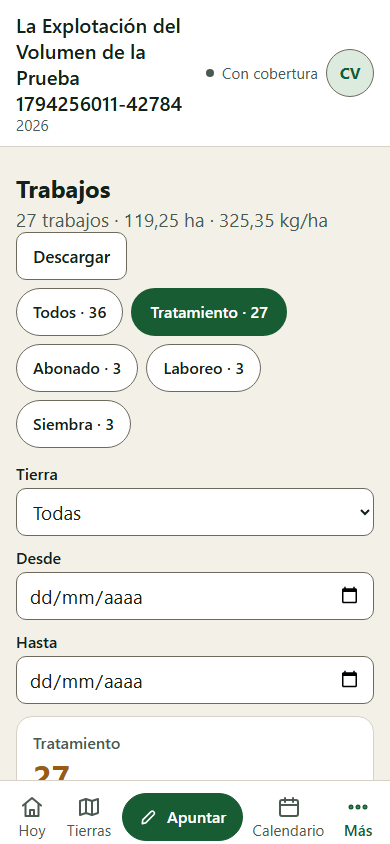 La Explotación del
Volumen de la
Prueba
1794256011-42784
2026
Con cobertura
CV
Trabajos
27 trabajos · 119,25 ha · 325,35 kg/ha
Descargar
Todos · 36
Tratamiento · 27
Abonado · 3
Laboreo · 3
Siembra · 3
Tierra
Todas
Desde
dd/mm/aaaa
Hasta
dd/mm/aaaa
Tratamiento
27
Hoy
Tierras
Apuntar
Calendario
Más